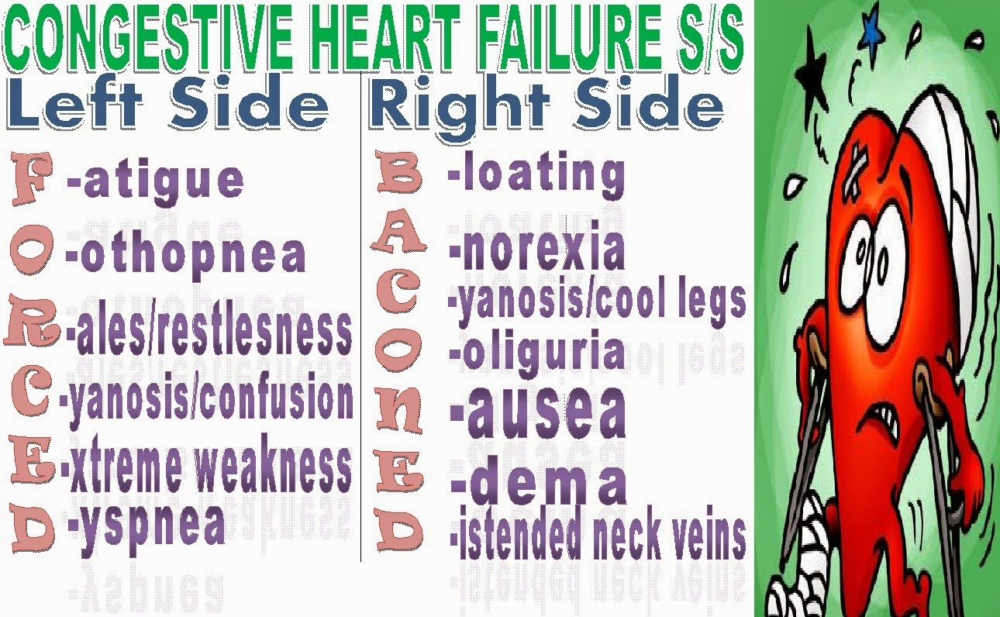 CONGESTIVE HEART FAILURE S/S
Left Side
F -atigue
O -othopnea
R -ales/restlesness
C -yanosis/confusion
E -xtreme weakness
D -yspnea
Right Side
B -loating
A -norexia
C -yanosis/cool legs
O -oliguria
n -ausea
E -dema
D -istended neck veins